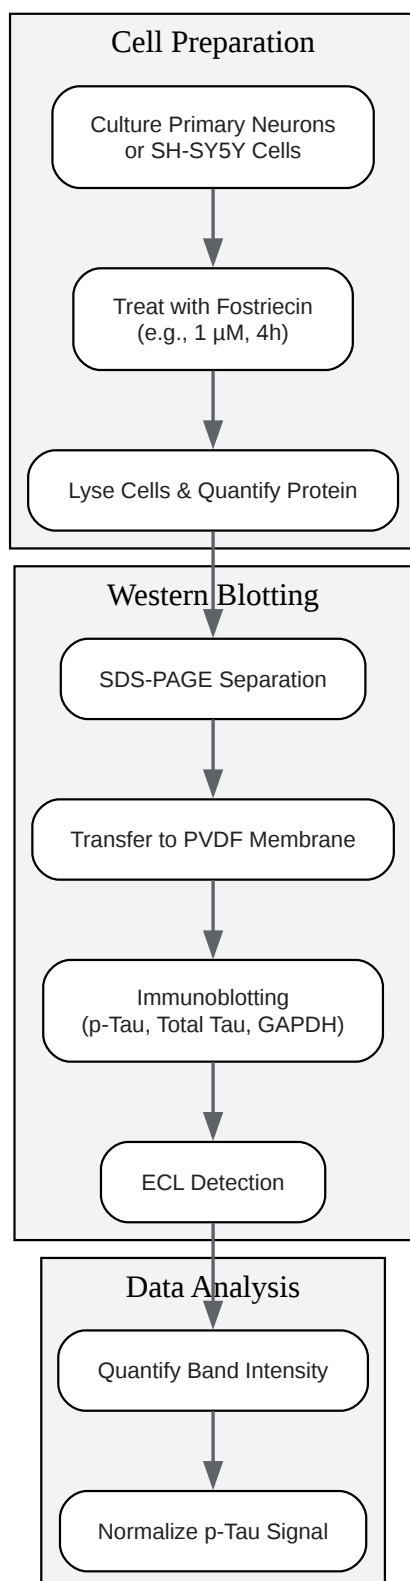 Cell Preparation
Culture Primary Neurons
or SH-SY5Y Cells
Treat with Fostriecin
(e.g., 1 µM, 4h)
Lyse Cells & Quantify Protein
Western Blotting
SDS-PAGE Separation
Transfer to PVDF Membrane
Immunoblotting
(p-Tau, Total Tau, GAPDH)
ECL Detection
Data Analysis
Quantify Band Intensity
Normalize p-Tau Signal